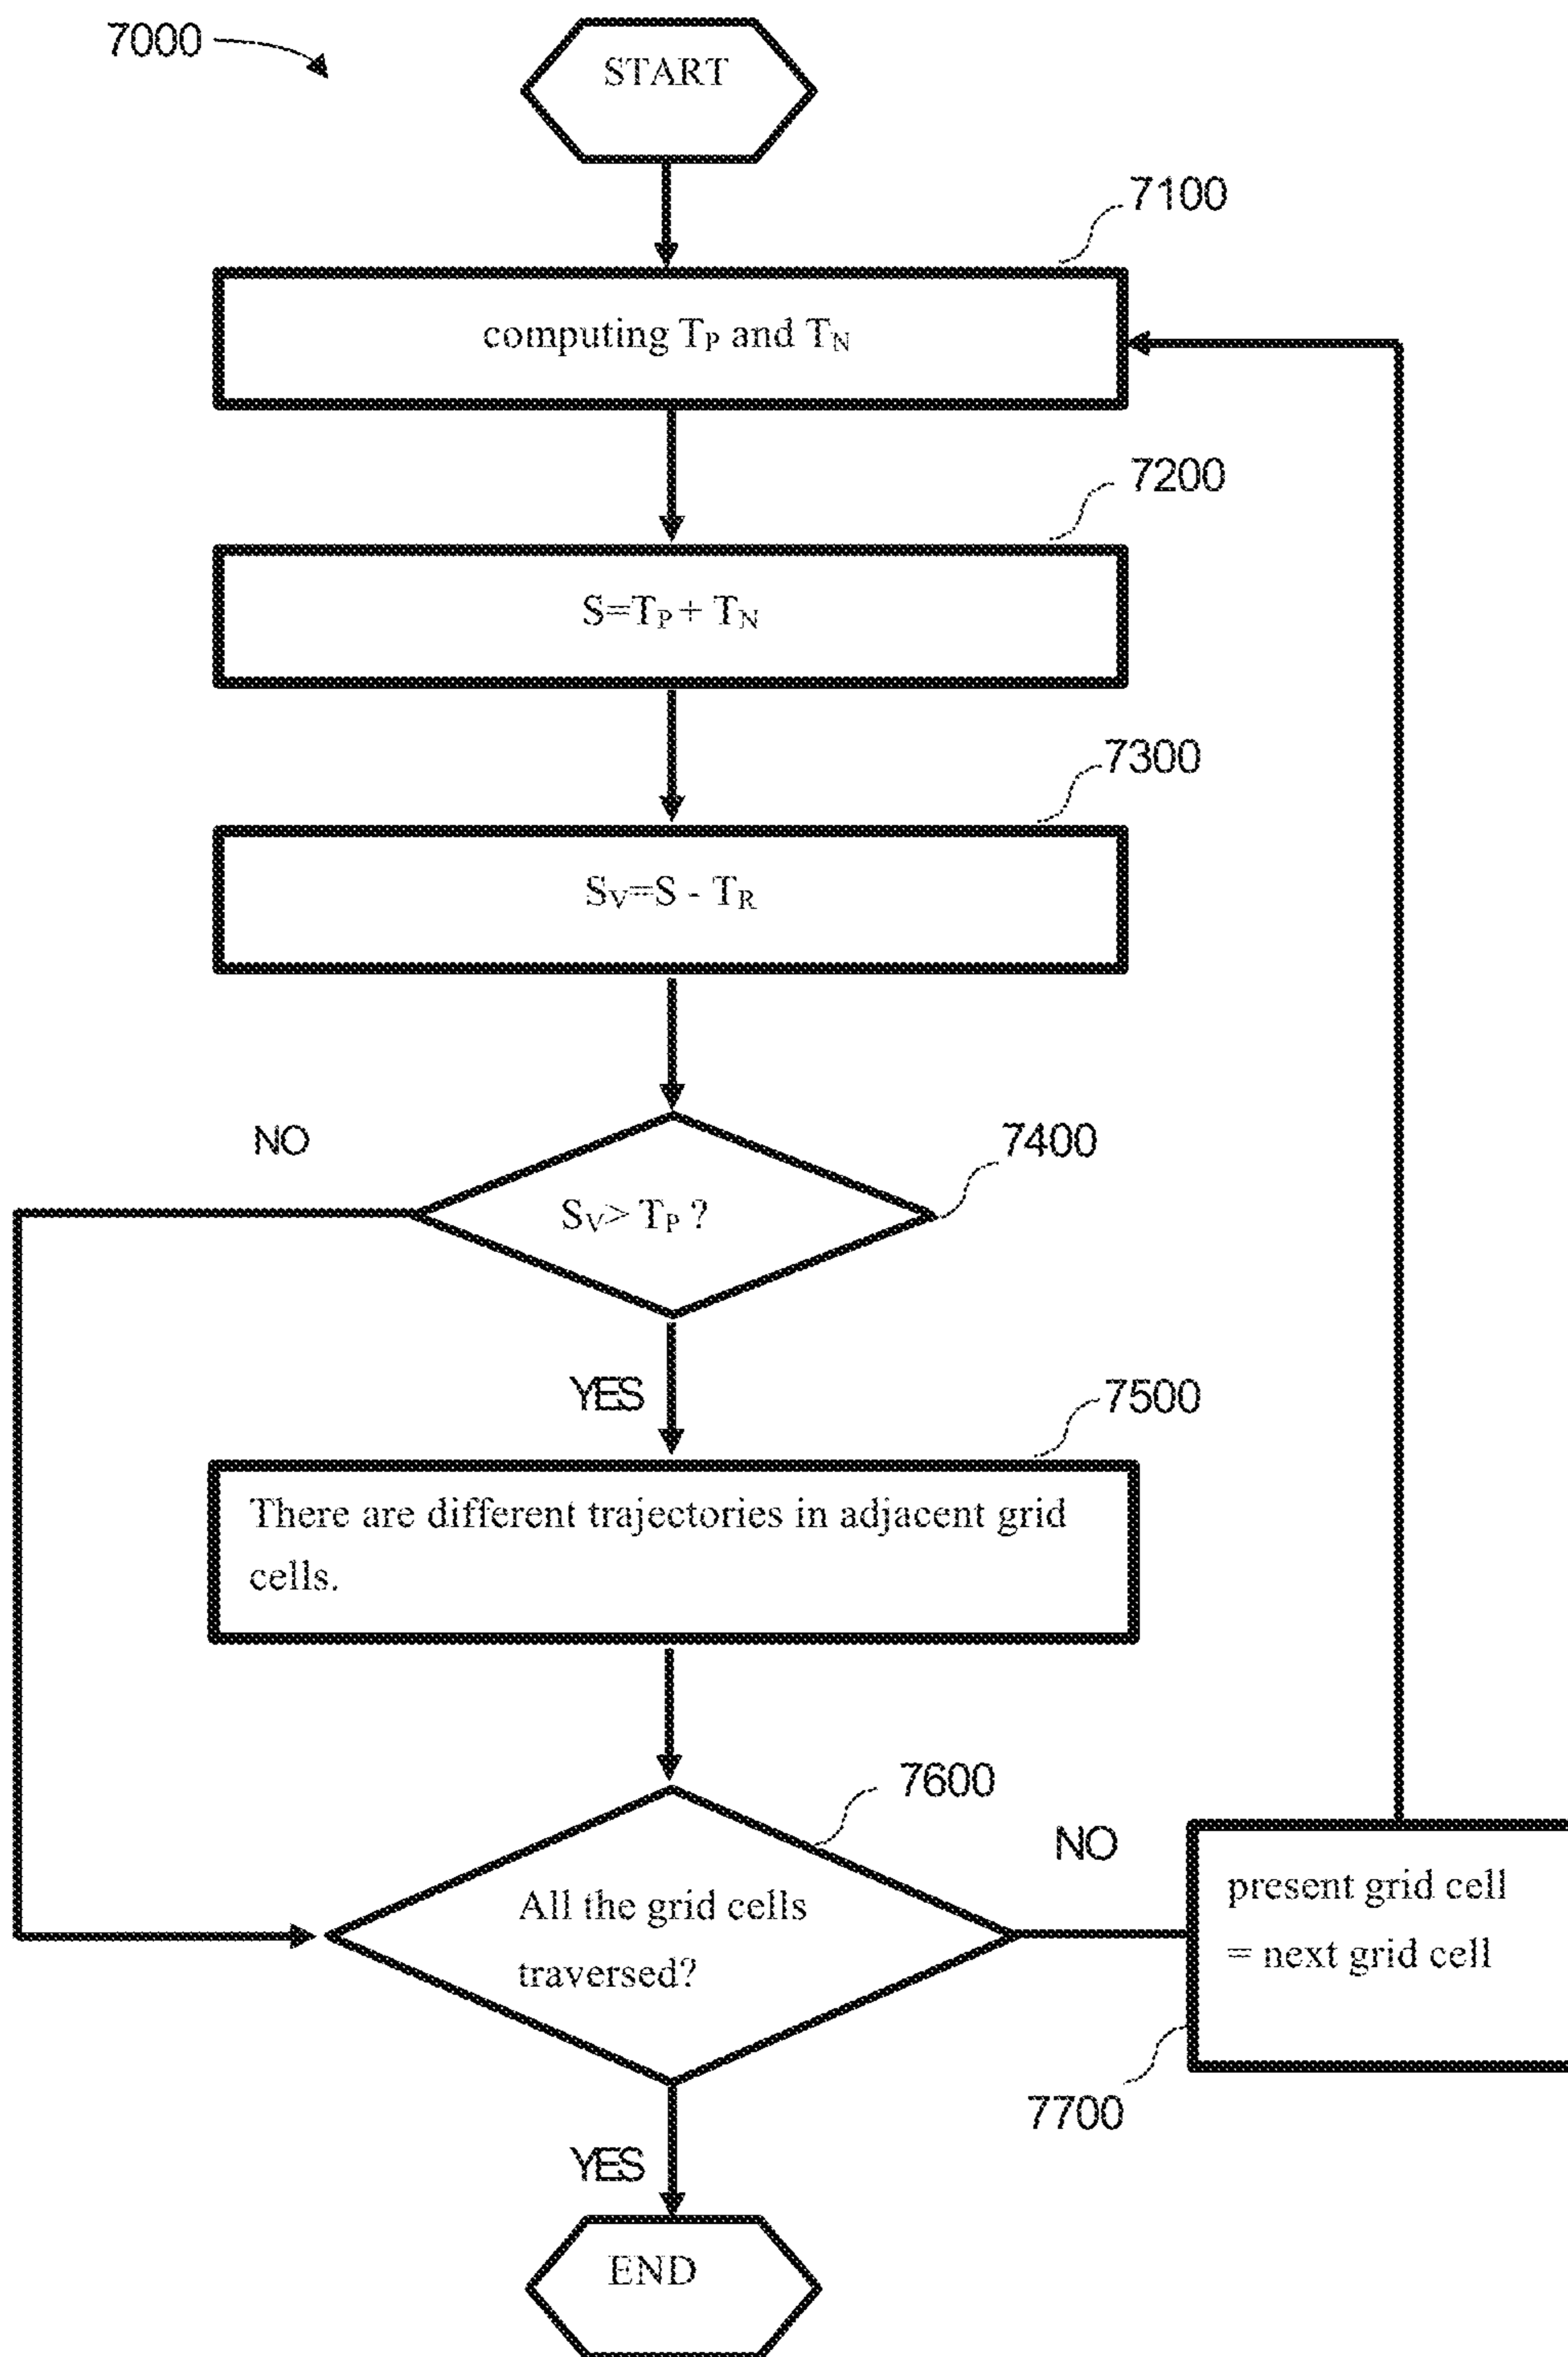 7000
START
7100
computing TP and TN
7200
S=TP + TN
7300
SV=S - TR
NO
7400
SV> TP ?
YES
7500
There are different trajectories in adjacent grid
cells.
7600
NO
All the grid cells
traversed?
present grid cell
= next grid cell
7700
YES
END